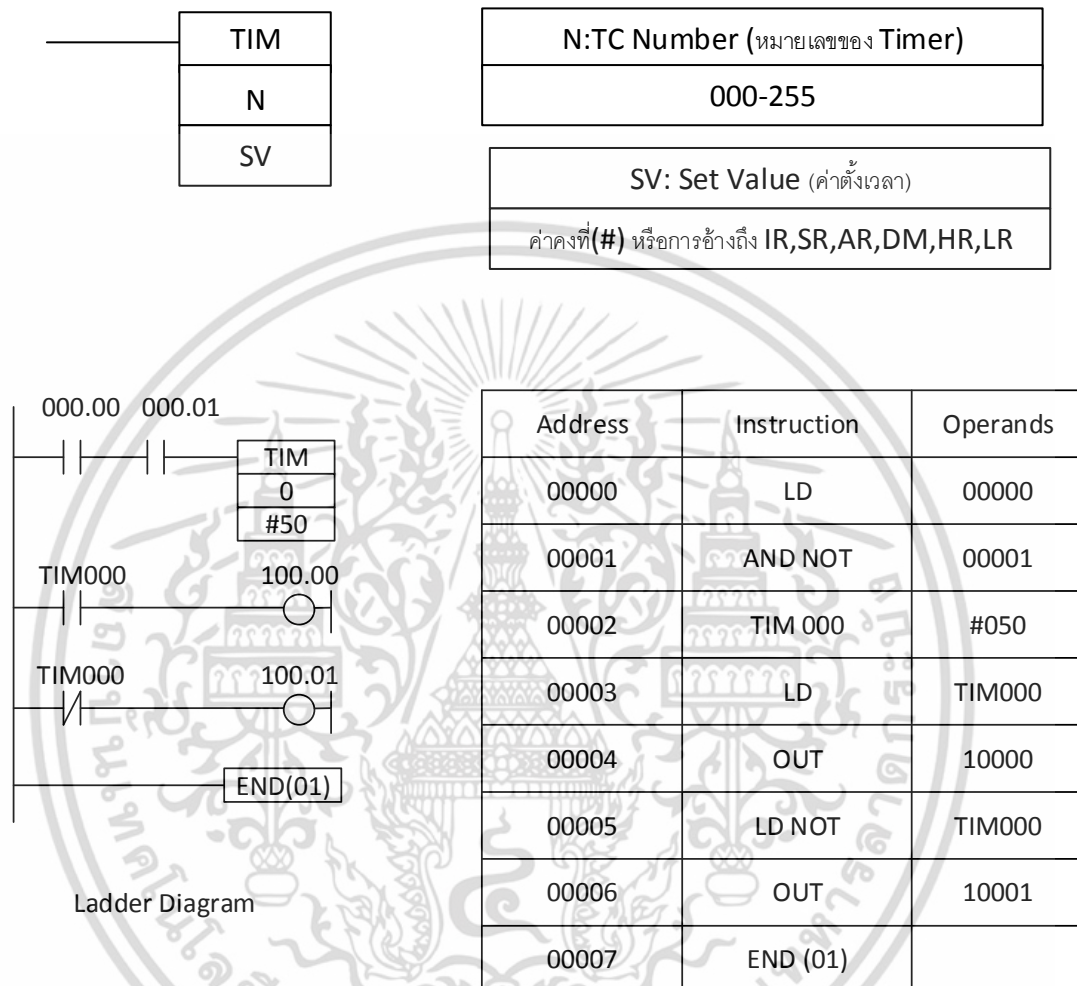 TIM
N
SV
N:TC Number (หมายเลขของ Timer)
000-255
SV: Set Value (ค่าตั้งเวลา)
ค่าคงที่(#) หรือการอ้างถึง IR,SR,AR,DM,HR,LR
000.00 000.01
TIM
0
#50
TIM000 100.00
TIM000 100.01
END(01)
Ladder Diagram
Address Instruction Operands
00000 LD 00000
00001 AND NOT 00001
00002 TIM 000 #050
00003 LD TIM000
00004 OUT 10000
00005 LD NOT TIM000
00006 OUT 10001
00007 END (01)